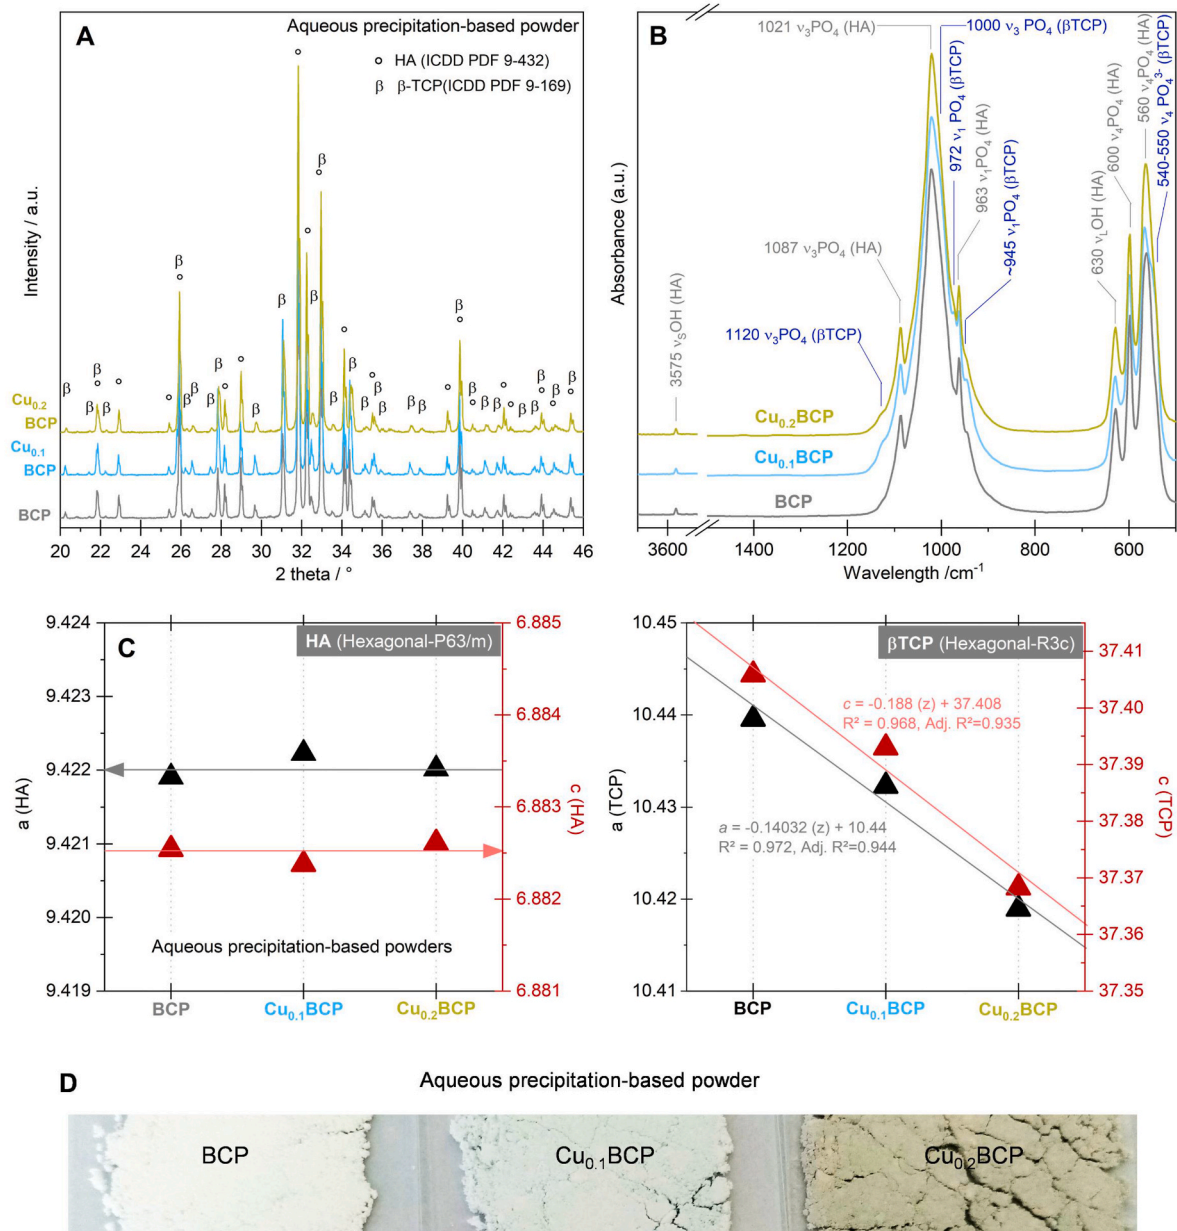 A
Aqueous precipitation-based powder
° HA (ICDD PDF 9-432)
β β-TCP(ICDD PDF 9-169)
Intensity / a.u.
β β β β β β β β β β β β β β β β β β β β β β β β β β
Cu0.2
BCP
Cu0.1
BCP
BCP
20 22 24 26 28 30 32 34 36 38 40 42 44 46
2 theta / °
B
Absorbance (a.u.)
1021 ν3PO4 (HA)
1000 ν3 PO4 (βTCP)
972 ν1 PO4 (βTCP)
963 ν1PO4 (HA)
~945 ν1PO4 (βTCP)
1087 ν3PO4 (HA)
1120 ν3PO4 (βTCP)
3575 νSOH (HA)
630 νLOH (HA)
600 ν4PO4 (HA)
560 ν4PO4 (HA)
540-550 ν4 PO4³⁻ (βTCP)
Cu0.2BCP
Cu0.1BCP
BCP
3600 1400 1200 1000 800 600
Wavelength /cm-1
C
HA (Hexagonal-P63/m)
9.424
9.423
9.422
9.421
9.420
9.419
a (HA)
6.885
6.884
6.883
6.882
6.881
c (HA)
Aqueous precipitation-based powders
BCP Cu0.1BCP Cu0.2BCP
βTCP (Hexagonal-R3c)
10.45
10.44
10.43
10.42
10.41
a (TCP)
c = -0.188 (z) + 37.408
R² = 0.968, Adj. R²=0.935
a = -0.14032 (z) + 10.44
R² = 0.972, Adj. R²=0.944
37.41
37.40
37.39
37.38
37.37
37.36
37.35
c (TCP)
BCP Cu0.1BCP Cu0.2BCP
D
Aqueous precipitation-based powder
BCP Cu0.1BCP Cu0.2BCP